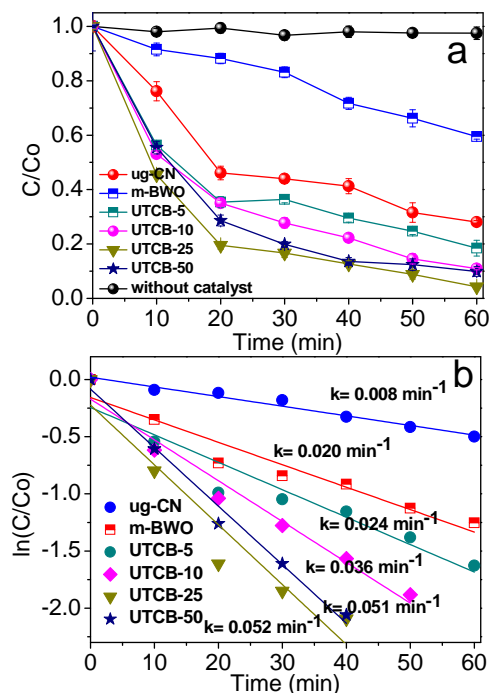 a
C/Co
1.0
0.8
0.6
0.4
0.2
0.0
ug-CN
m-BWO
UTCB-5
UTCB-10
UTCB-25
UTCB-50
without catalyst
0 10 20 30 40 50 60
Time (min)
b
ln(C/Co)
0.0
-0.5
-1.0
-1.5
-2.0
k= 0.008 min-1
k= 0.020 min-1
k= 0.024 min-1
k= 0.036 min-1
k= 0.051 min-1
k= 0.052 min-1
ug-CN
m-BWO
UTCB-5
UTCB-10
UTCB-25
UTCB-50
0 10 20 30 40 50 60
Time (min)